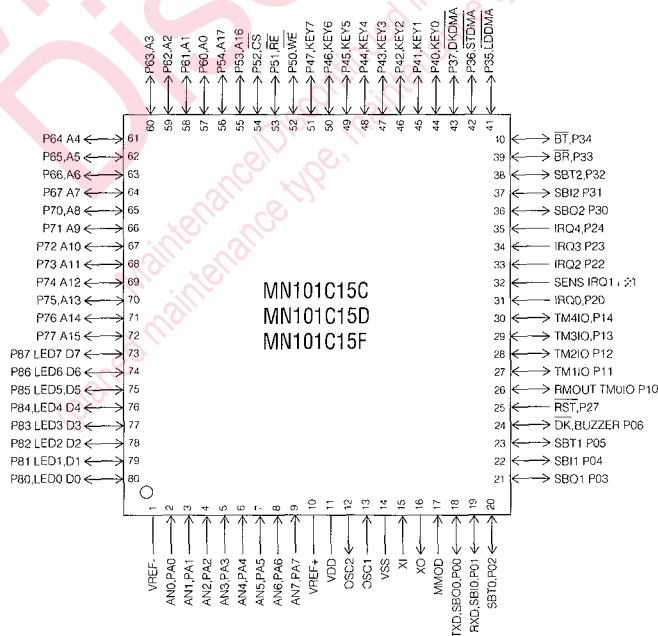 P63,A3
P62,A2
P61,A1
P60,A0
P54,A17
P53,A16
P52,CS
P51,RE
P50,WE
P47,KEY7
P46,KEY6
P45,KEY5
P44,KEY4
P43,KEY3
P42,KEY2
P41,KEY1
P40,KEY0
P37,DKDMA
P36,STDMA
P35,LDDMA
60 59 58 57 56 55 54 53 52 51 50 49 48 47 46 45 44 43 42 41
P64 A4 61
P65,A5 62
P66,A6 63
P67 A7 64
P70,A8 65
P71 A9 66
P72 A10 67
P73 A11 68
P74 A12 69
P75,A13 70
P76 A14 71
P77 A15 72
P87 LED7 D7 73
P86 LED6 D6 74
P85 LED5,D5 75
P84,LED4 D4 76
P83 LED3 D3 77
P82 LED2 D2 78
P81 LED1,D1 79
P80,LED0 D0 80
MN101C15C
MN101C15D
MN101C15F
40 BT,P34
39 BR,P33
38 SBT2,P32
37 SBI2 P31
36 SBO2 P30
35 IRQ4,P24
34 IRQ3 P23
33 IRQ2 P22
32 SENS IRQ1
31 IRQ0,P20
30 TM4IO,P14
29 TM3IO,P13
28 TM2IO P12
27 TM1IO P11
26 RMOUT TM0IO P10
25 RST,P27
24 DK,BUZZER P06
23 SBT1 P05
22 SBI1 P04
21 SBO1 P03
1 2 3 4 5 6 7 8 9 10 11 12 13 14 15 16 17 18 19 20
VREF-
AN0,PA0
AN1,PA1
AN2,PA2
AN3,PA3
AN4,PA4
AN5,PA5
AN6,PA6
AN7,PA7
VREF+
VDD
OSC2
OSC1
VSS
XI
XO
MMOD
TXD,SBO0,P00
RXD,SBI0,P01
SBT0,P02
Maintenance/Discontinued
maintenance type, maintenance
planed maintenance type